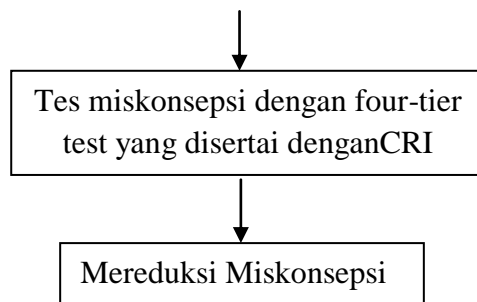 Tes miskonsepsi dengan four-tier
test yang disertai denganCRI
Mereduksi Miskonsepsi